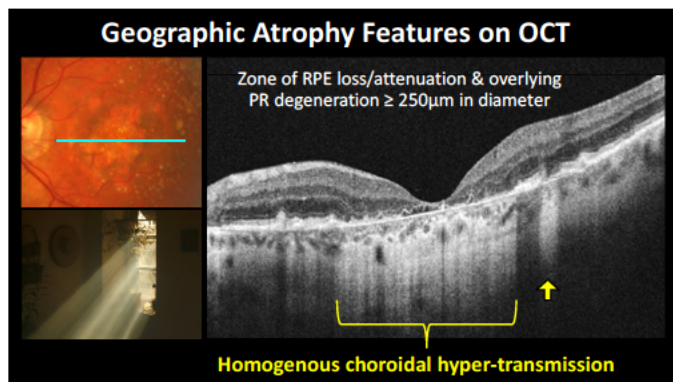 Geographic Atrophy Features on OCT
Zone of RPE loss/attenuation & overlying
PR degeneration ≥ 250µm in diameter
Homogenous choroidal hyper-transmission